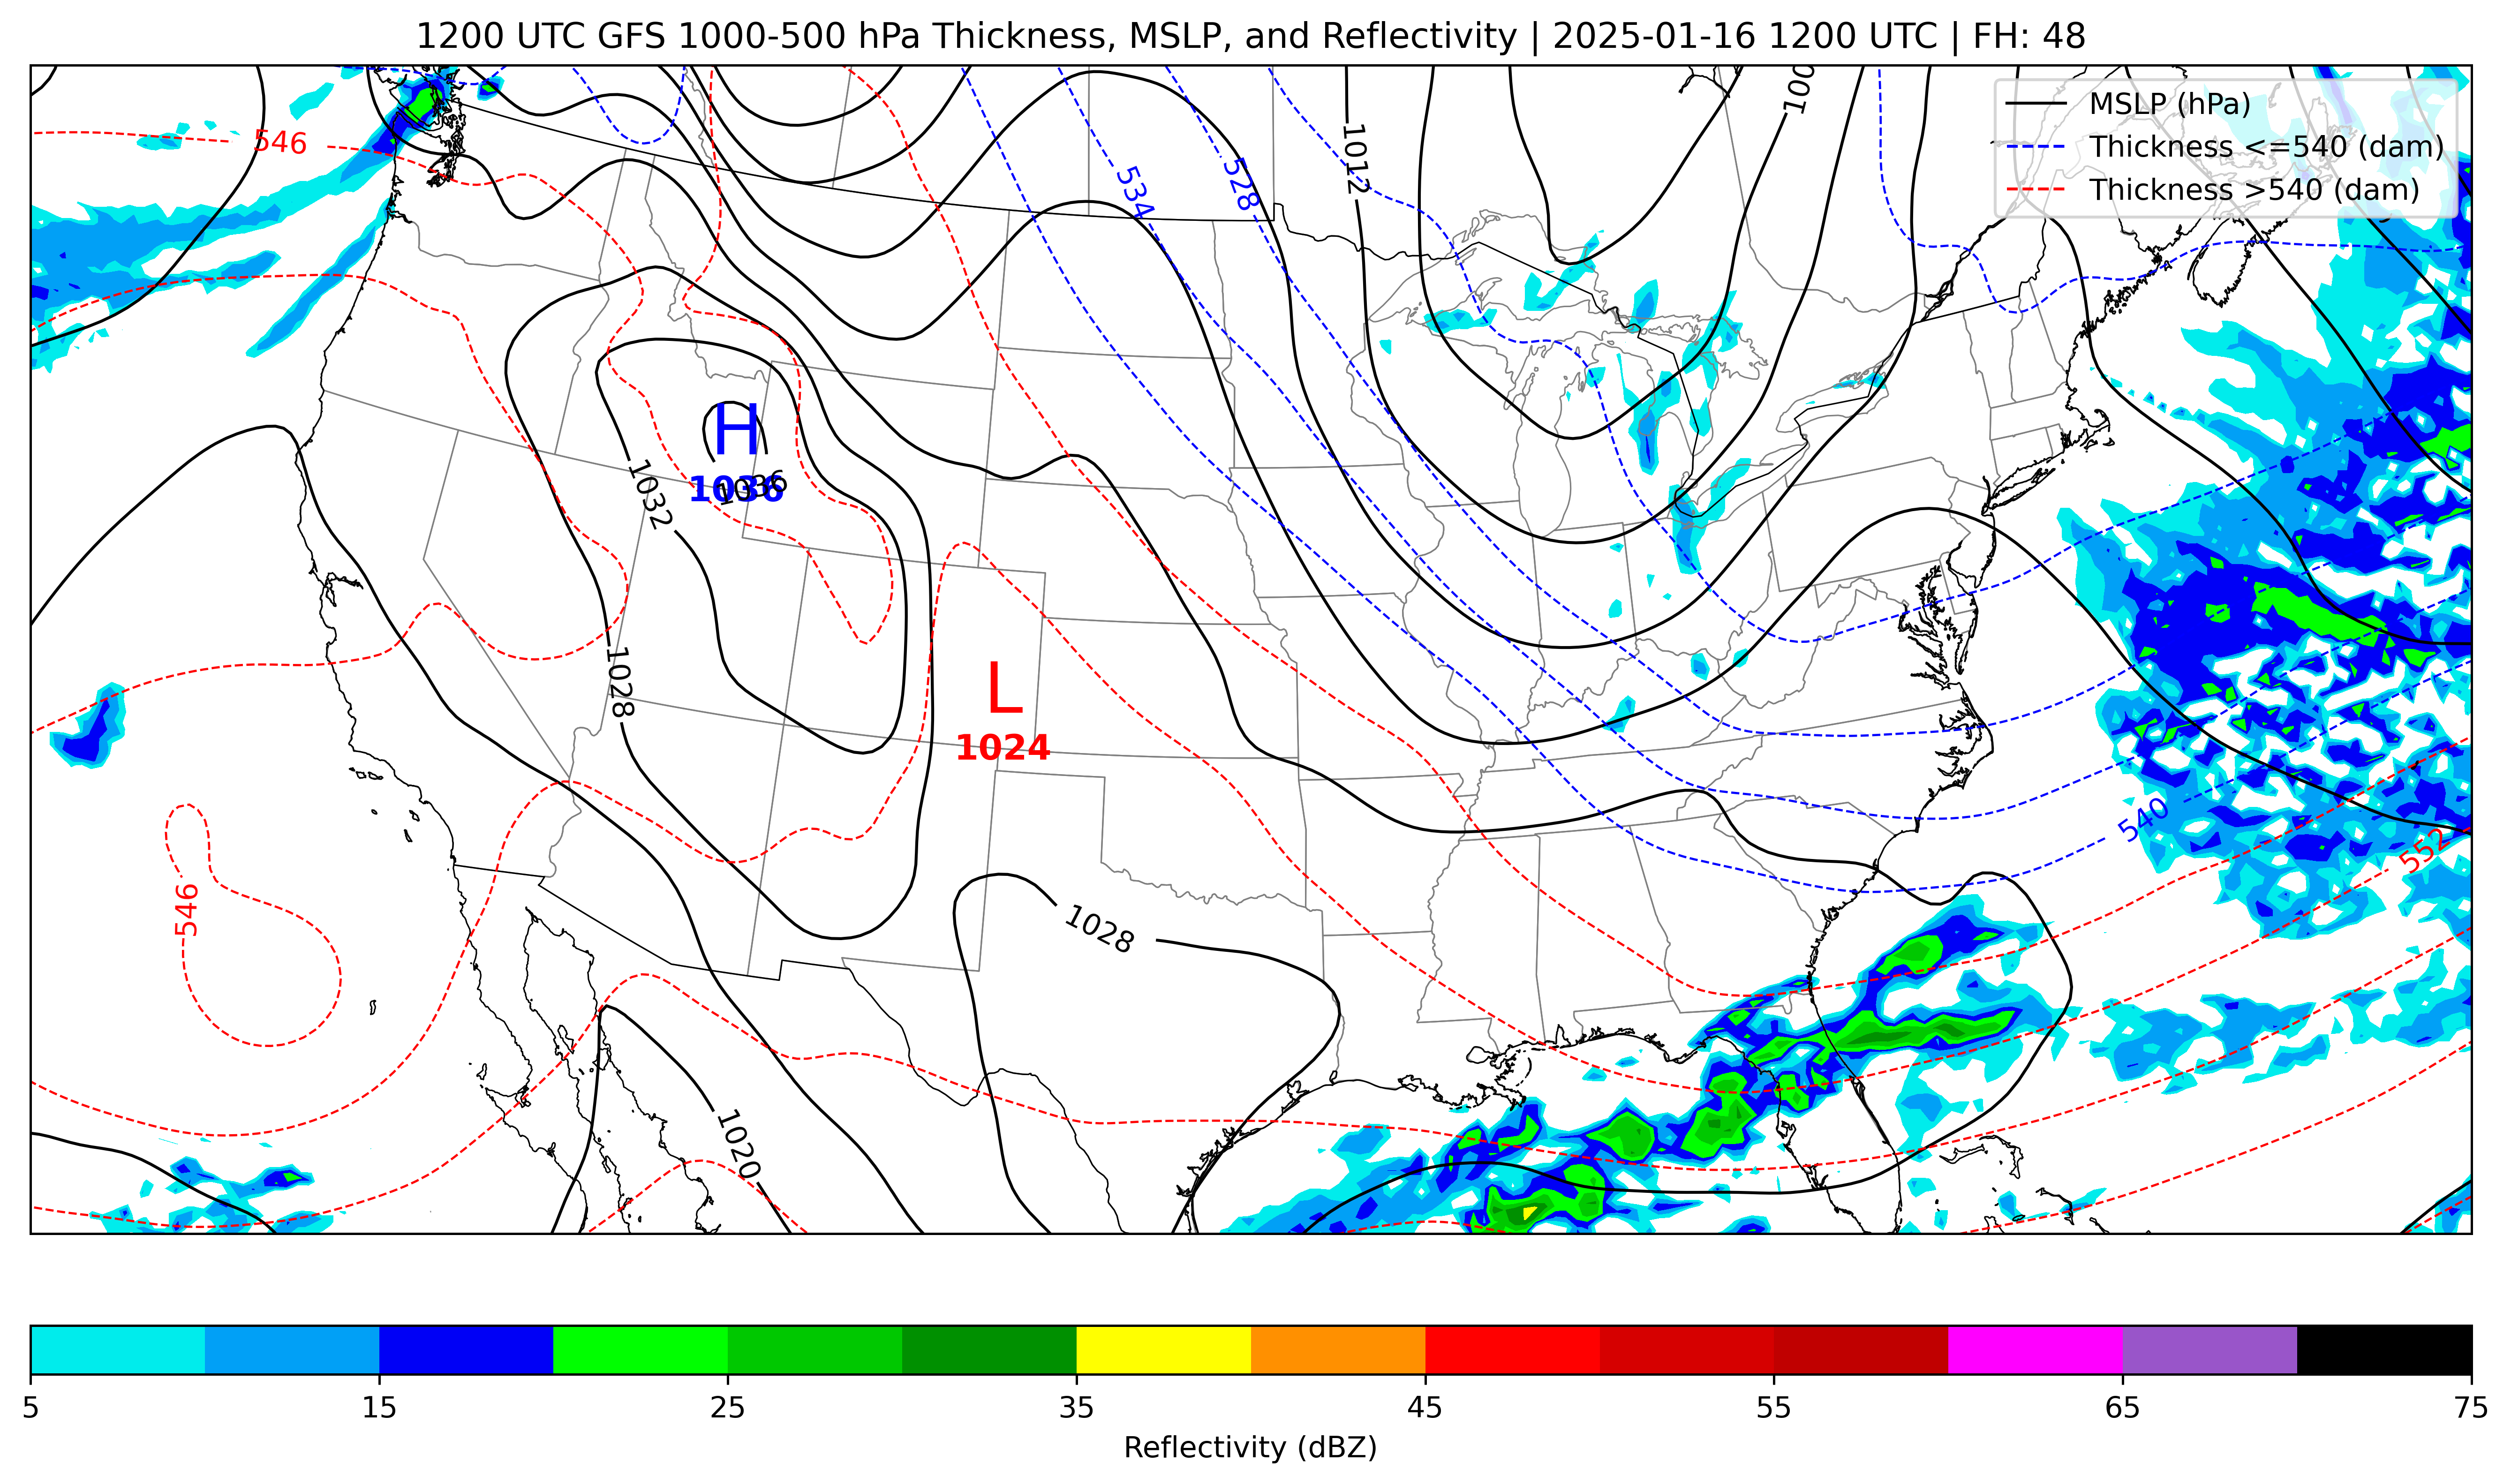 1200 UTC GFS 1000-500 hPa Thickness, MSLP, and Reflectivity | 2025-01-16 1200 UTC | FH: 48
MSLP (hPa)
Thickness <=540 (dam)
Thickness >540 (dam)
100
546
1012
534
528
H
1036
1036
1032
1028
L
1024
540
552
546
1028
1020
5 15 25 35 45 55 65 75
Reflectivity (dBZ)